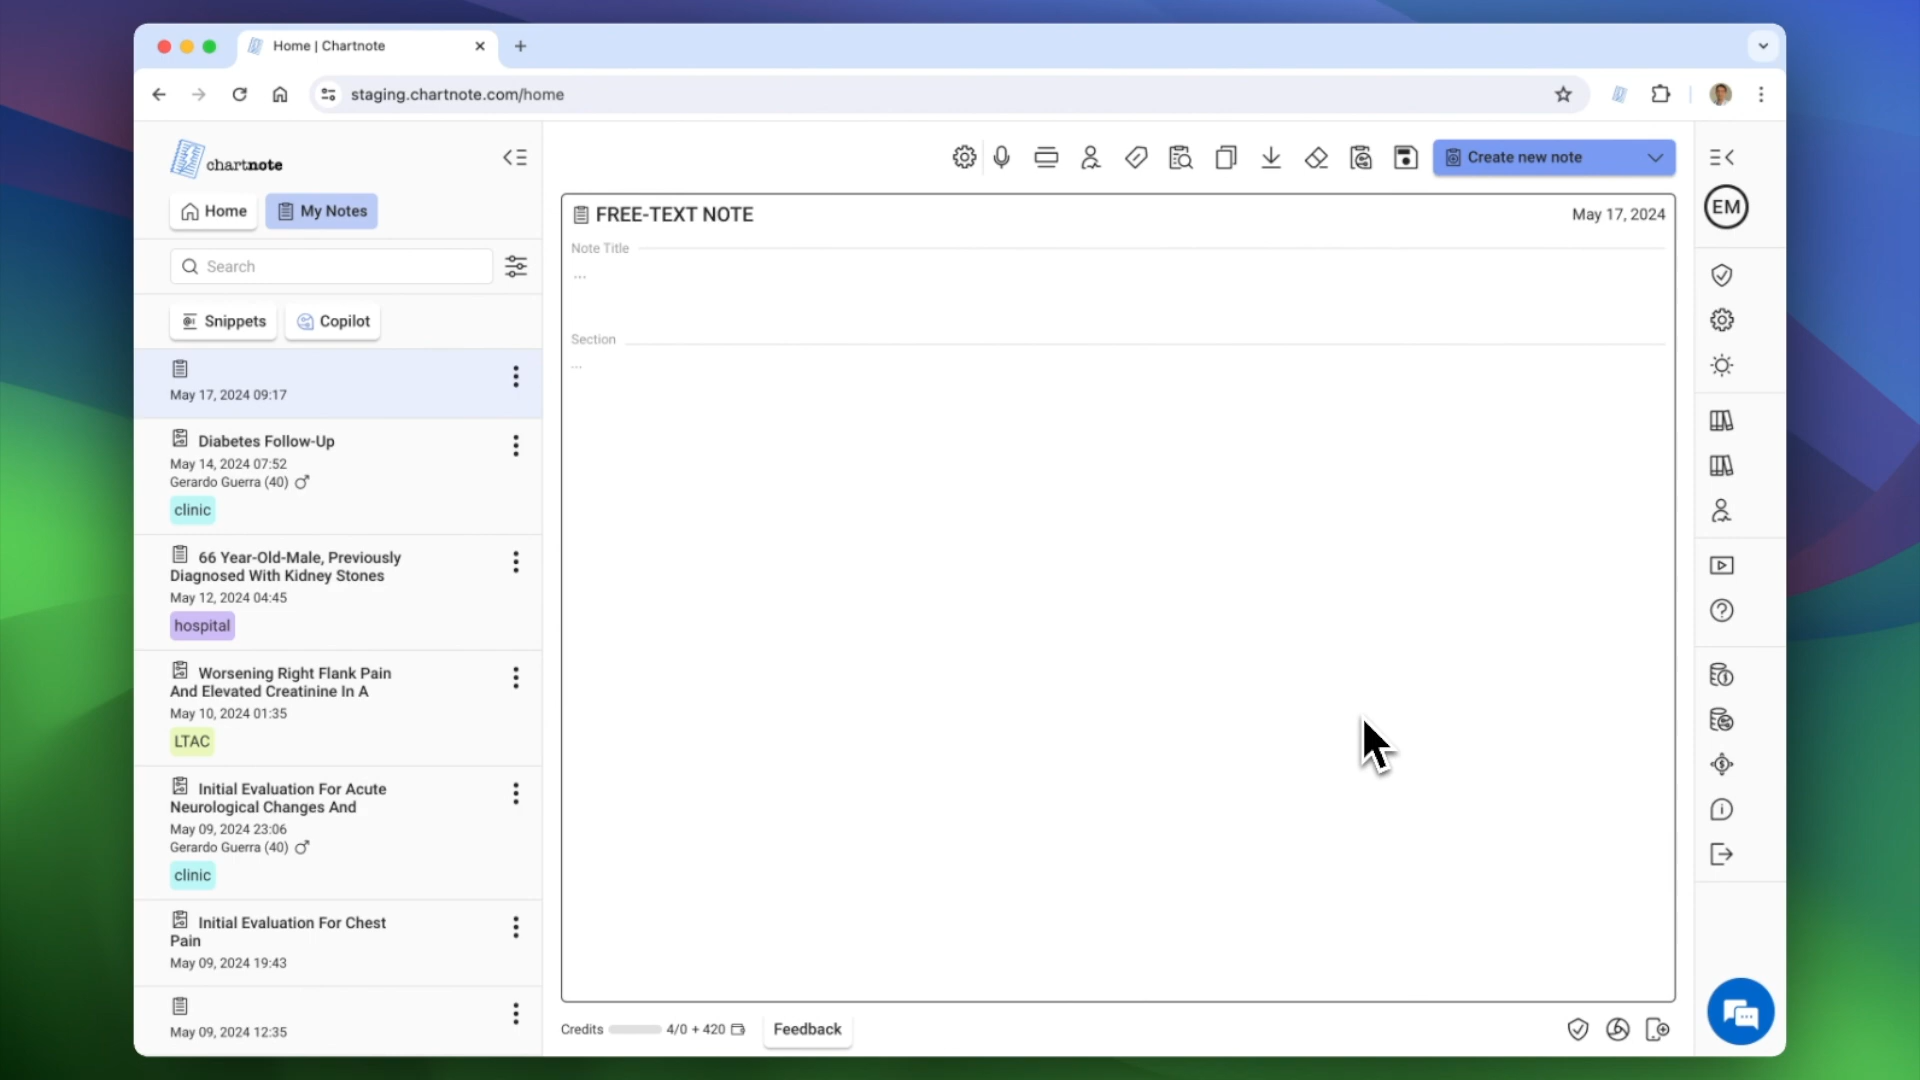 Home | Chartnote
staging.chartnote.com/home
chartnote
Create new note
EM
Home
My Notes
FREE-TEXT NOTE
May 17, 2024
Note Title
...
Search
Section
...
Snippets
Copilot
May 17, 2024 09:17
Diabetes Follow-Up
May 14, 2024 07:52
Gerardo Guerra (40)
clinic
66 Year-Old-Male, Previously
Diagnosed With Kidney Stones
May 12, 2024 04:45
hospital
Worsening Right Flank Pain
And Elevated Creatinine In A
May 10, 2024 01:35
LTAC
Initial Evaluation For Acute
Neurological Changes And
May 09, 2024 23:06
Gerardo Guerra (40)
clinic
Initial Evaluation For Chest
Pain
May 09, 2024 19:43
May 09, 2024 12:35
Credits 4/0 + 420
Feedback